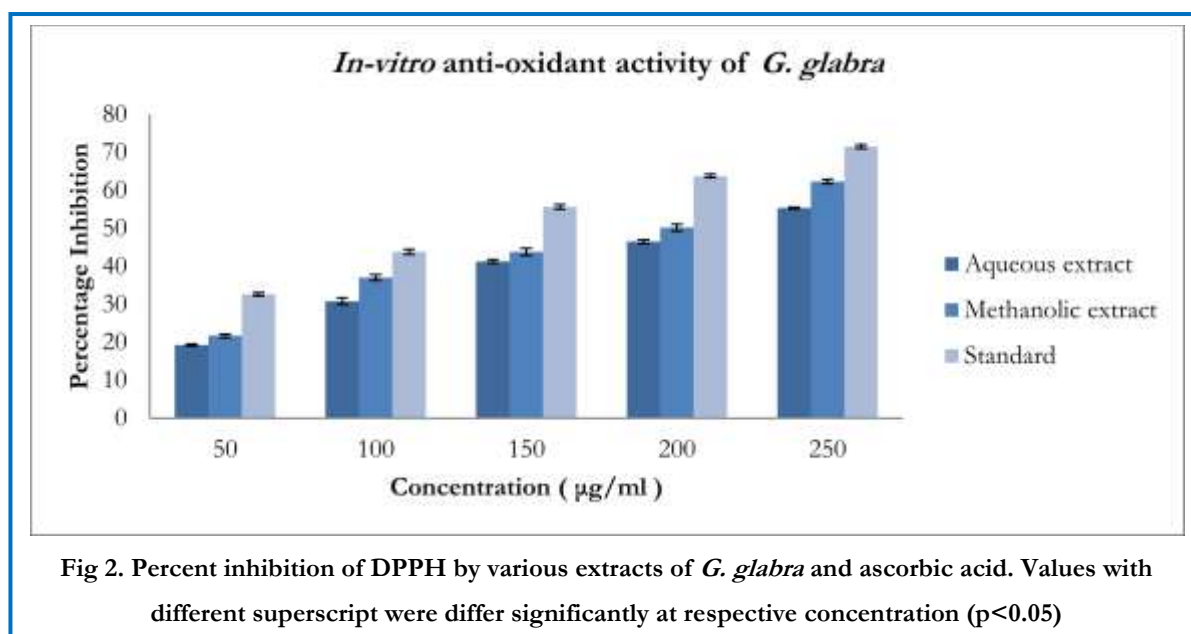 In-vitro anti-oxidant activity of G. glabra
80
70
60
50
40
30
20
10
0
Percentage Inhibition
50 100 150 200 250
Concentration ( µg/ml )
Aqueous extract
Methanolic extract
Standard
Fig 2. Percent inhibition of DPPH by various extracts of G. glabra and ascorbic acid. Values with
different superscript were differ significantly at respective concentration (p<0.05)